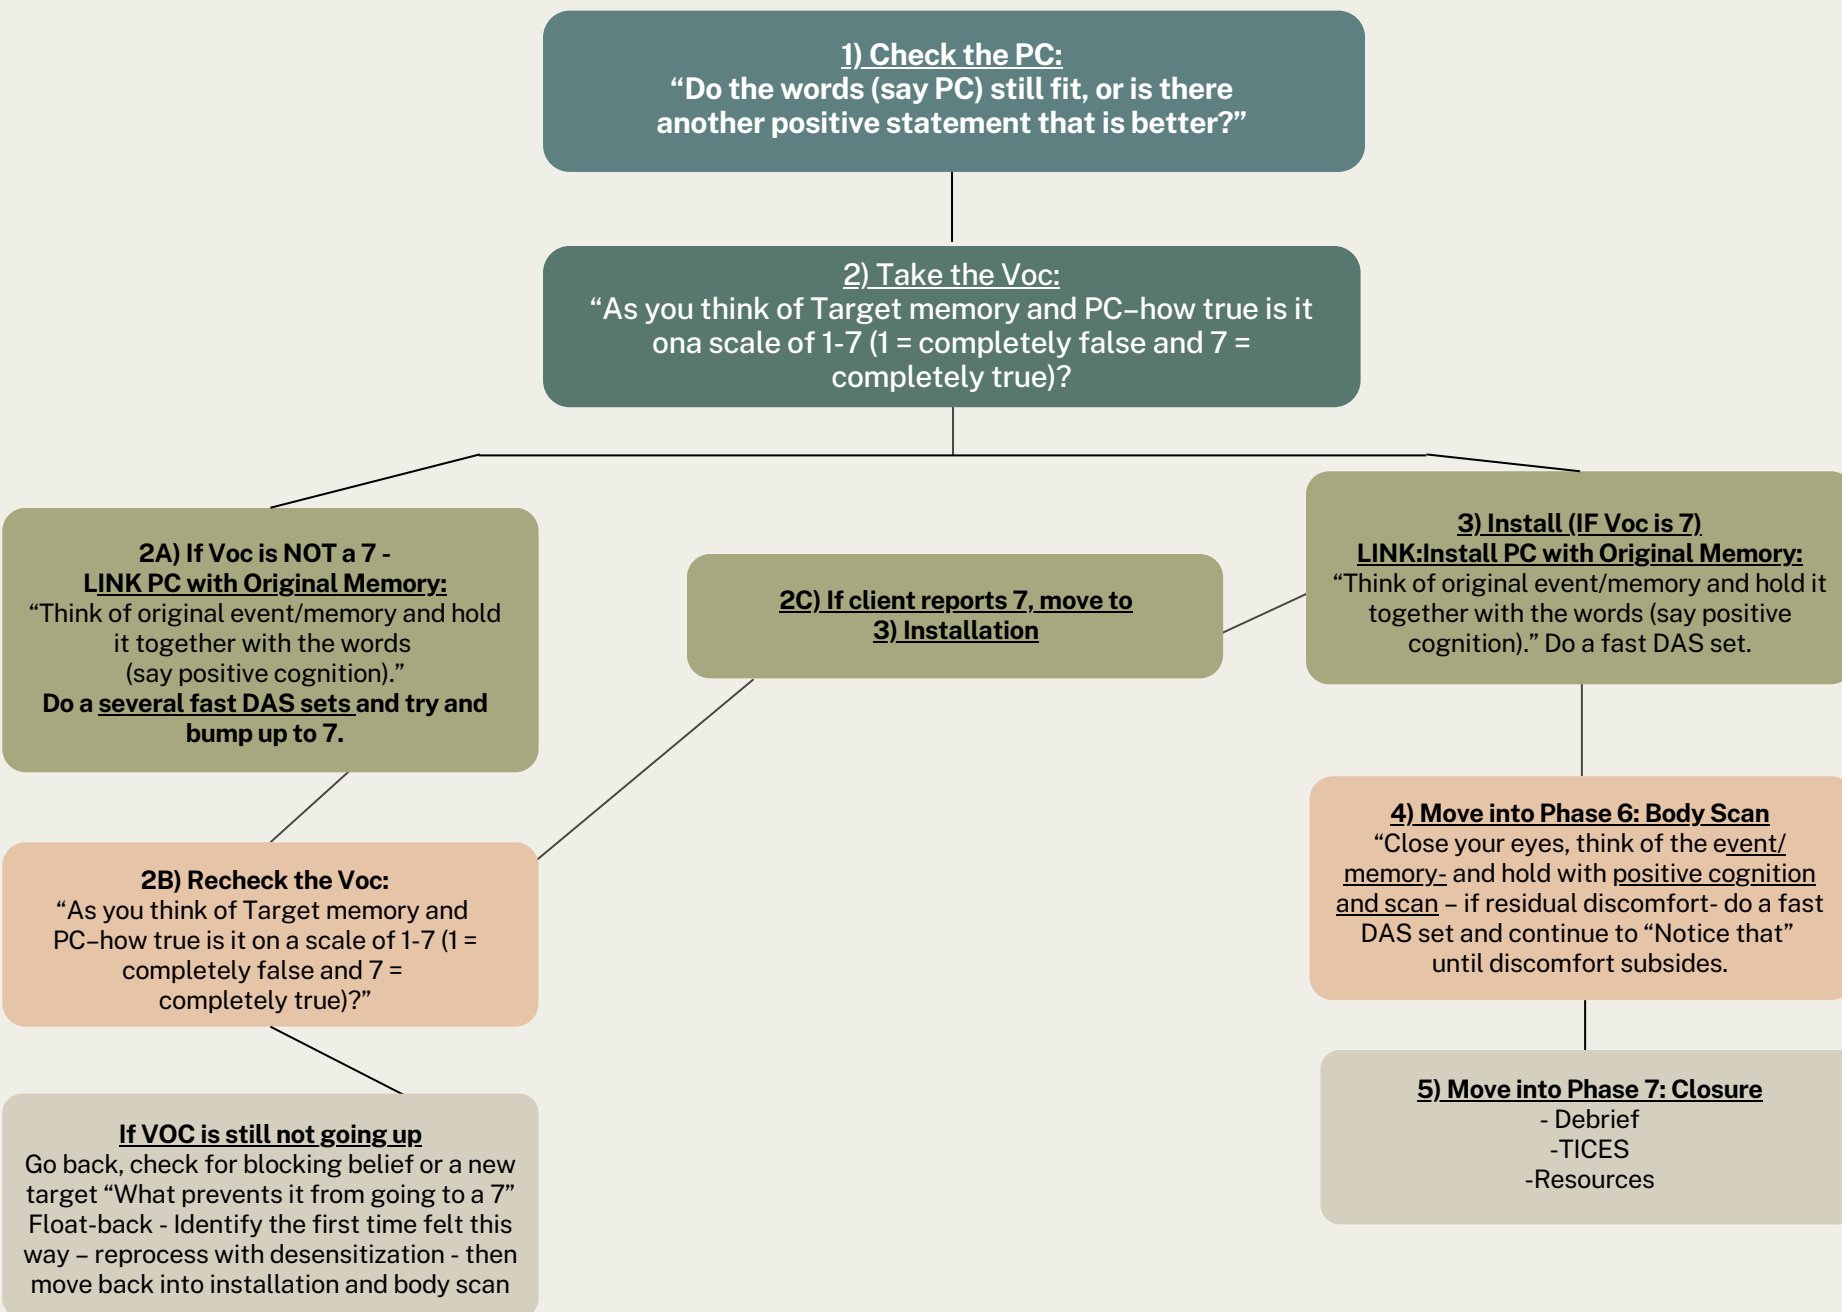 1) Check the PC:
“Do the words (say PC) still fit, or is there
another positive statement that is better?”
2) Take the Voc:
“As you think of Target memory and PC–how true is it
ona scale of 1-7 (1 = completely false and 7 =
completely true)?
2A) If Voc is NOT a 7 -
LINK PC with Original Memory:
“Think of original event/memory and hold
it together with the words
(say positive cognition).”
Do a several fast DAS sets and try and
bump up to 7.
2C) If client reports 7, move to
3) Installation
3) Install (IF Voc is 7)
LINK:Install PC with Original Memory:
“Think of original event/memory and hold it
together with the words (say positive
cognition).” Do a fast DAS set.
2B) Recheck the Voc:
“As you think of Target memory and
PC–how true is it on a scale of 1-7 (1 =
completely false and 7 =
completely true)?”
4) Move into Phase 6: Body Scan
“Close your eyes, think of the event/
memory- and hold with positive cognition
and scan – if residual discomfort- do a fast
DAS set and continue to “Notice that”
until discomfort subsides.
If VOC is still not going up
Go back, check for blocking belief or a new
target “What prevents it from going to a 7”
Float-back - Identify the first time felt this
way – reprocess with desensitization - then
move back into installation and body scan
5) Move into Phase 7: Closure
- Debrief
-TICES
-Resources